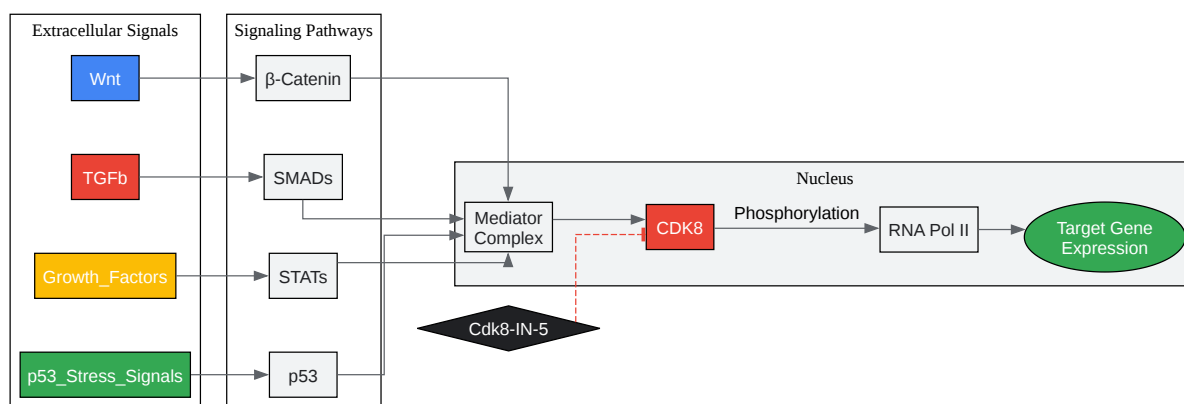 Extracellular Signals
Signaling Pathways
Wnt
β-Catenin
TGFb
SMADs
Nucleus
Mediator
Complex
CDK8
Phosphorylation
RNA Pol II
Target Gene
Expression
Growth_Factors
STATs
Cdk8-IN-5
p53_Stress_Signals
p53